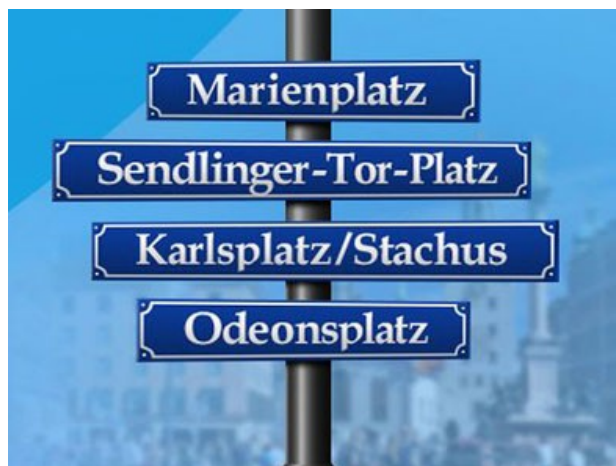 Marienplatz
Sendlinger-Tor-Platz
Karlsplatz/Stachus
Odeonsplatz